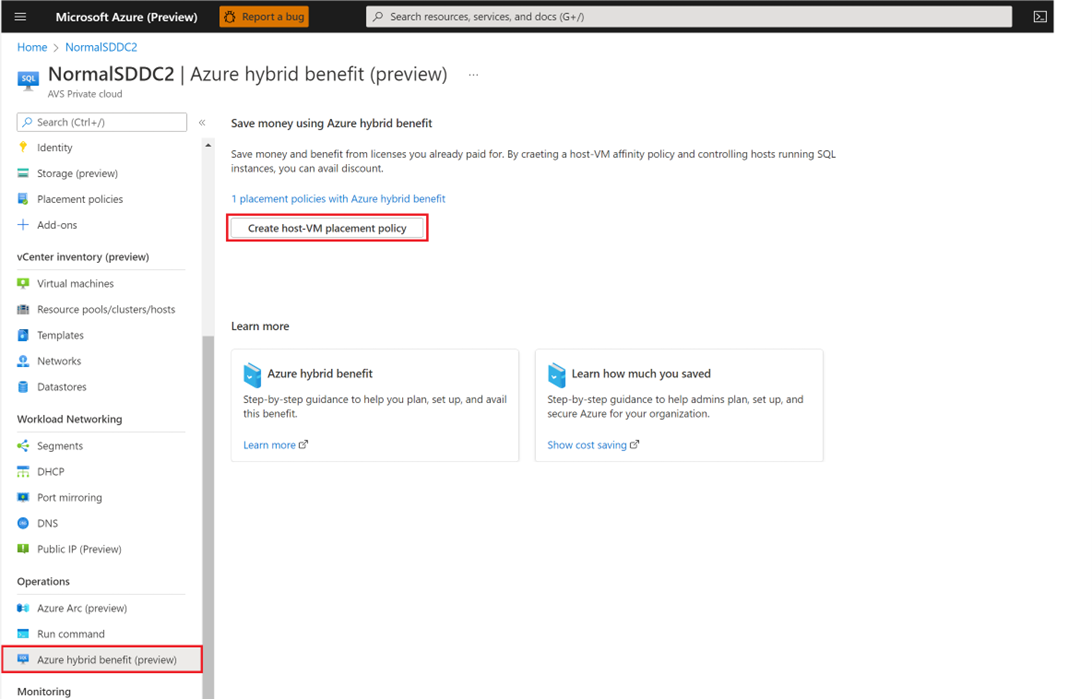 Microsoft Azure (Preview)
Report a bug
Search resources, services, and docs (G+/)
Home > NormalSDDC2
SQL
NormalSDDC2 | Azure hybrid benefit (preview) ...
AVS Private cloud
Search (Ctrl+/)
«
Identity
Storage (preview)
Placement policies
Add-ons
vCenter inventory (preview)
Virtual machines
Resource pools/clusters/hosts
Templates
Networks
Datastores
Workload Networking
Segments
DHCP
Port mirroring
DNS
Public IP (Preview)
Operations
Azure Arc (preview)
Run command
Azure hybrid benefit (preview)
Monitoring
Save money using Azure hybrid benefit
Save money and benefit from licenses you already paid for. By craeting a host-VM affinity policy and controlling hosts running SQL
instances, you can avail discount.
1 placement policies with Azure hybrid benefit
Create host-VM placement policy
Learn more
Azure hybrid benefit
Step-by-step guidance to help you plan, set up, and avail
this benefit.
Learn more
Learn how much you saved
Step-by-step guidance to help admins plan, set up, and
secure Azure for your organization.
Show cost saving